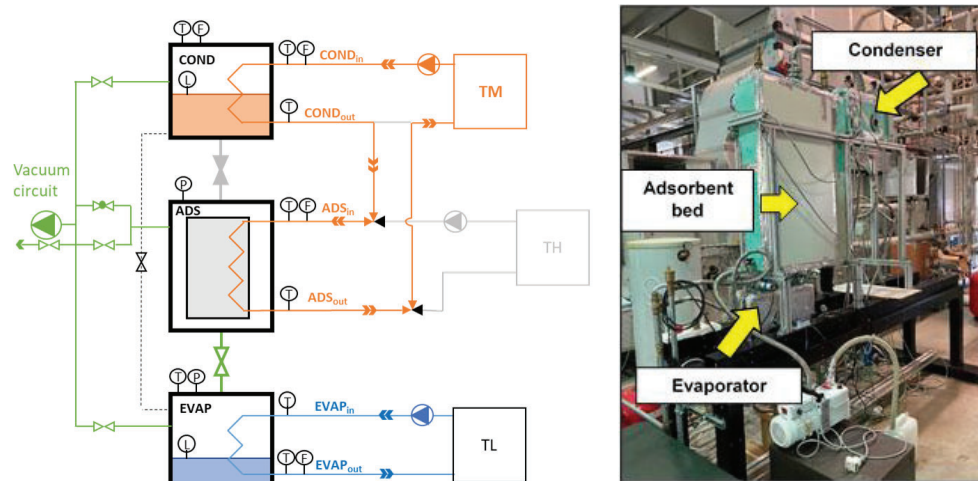 T F
COND
L
T F
COND_in
T
COND_out
TM
Vacuum
circuit
P
ADS
T F
ADS_in
T
ADS_out
TH
T P
EVAP
L
T
EVAP_in
T F
EVAP_out
TL
Condenser
Adsorbent
bed
Evaporator